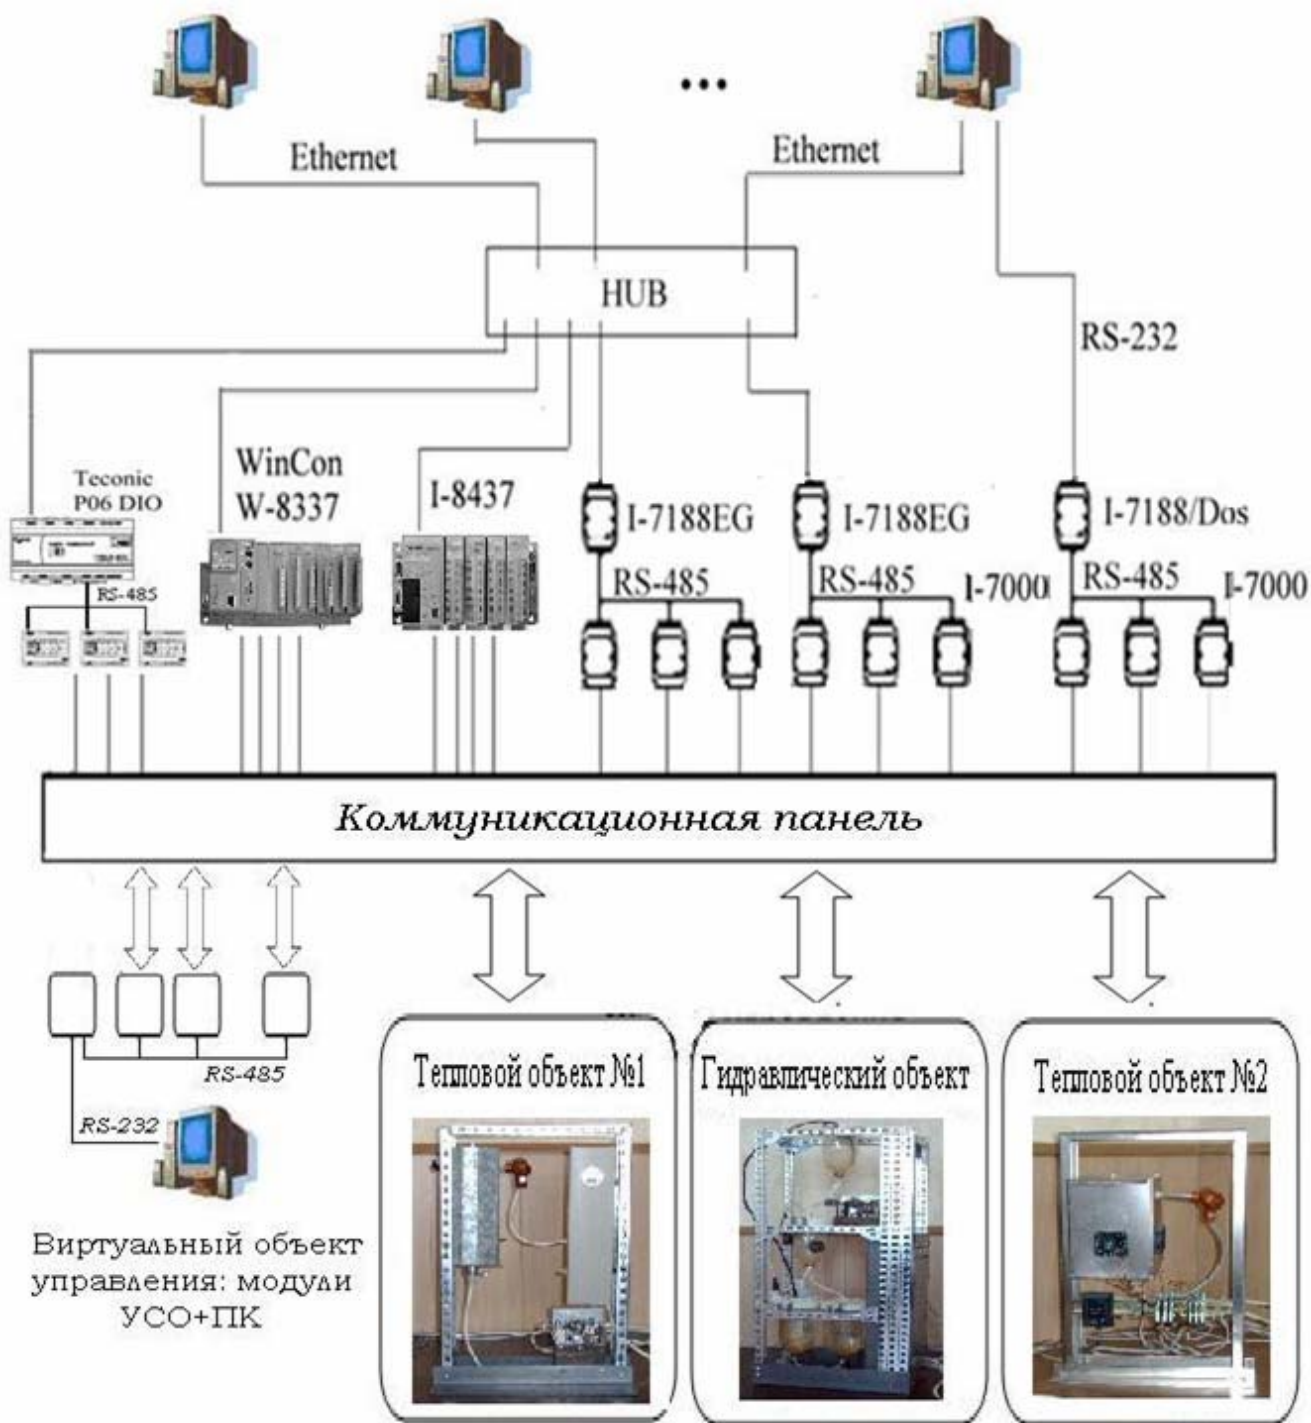 Ethernet
Ethernet
HUB
RS-232
Teconic
P06 DIO
WinCon
W-8337
I-8437
I-7188EG
I-7188EG
I-7188/Dos
RS-485
RS-485
RS-485
I-7000
RS-485
I-7000
Коммуникационная панель
RS-485
RS-232
Виртуальный объект
управления: модули
УСО+ПК
Тепловой объект №1
Гидравлический объект
Тепловой объект №2